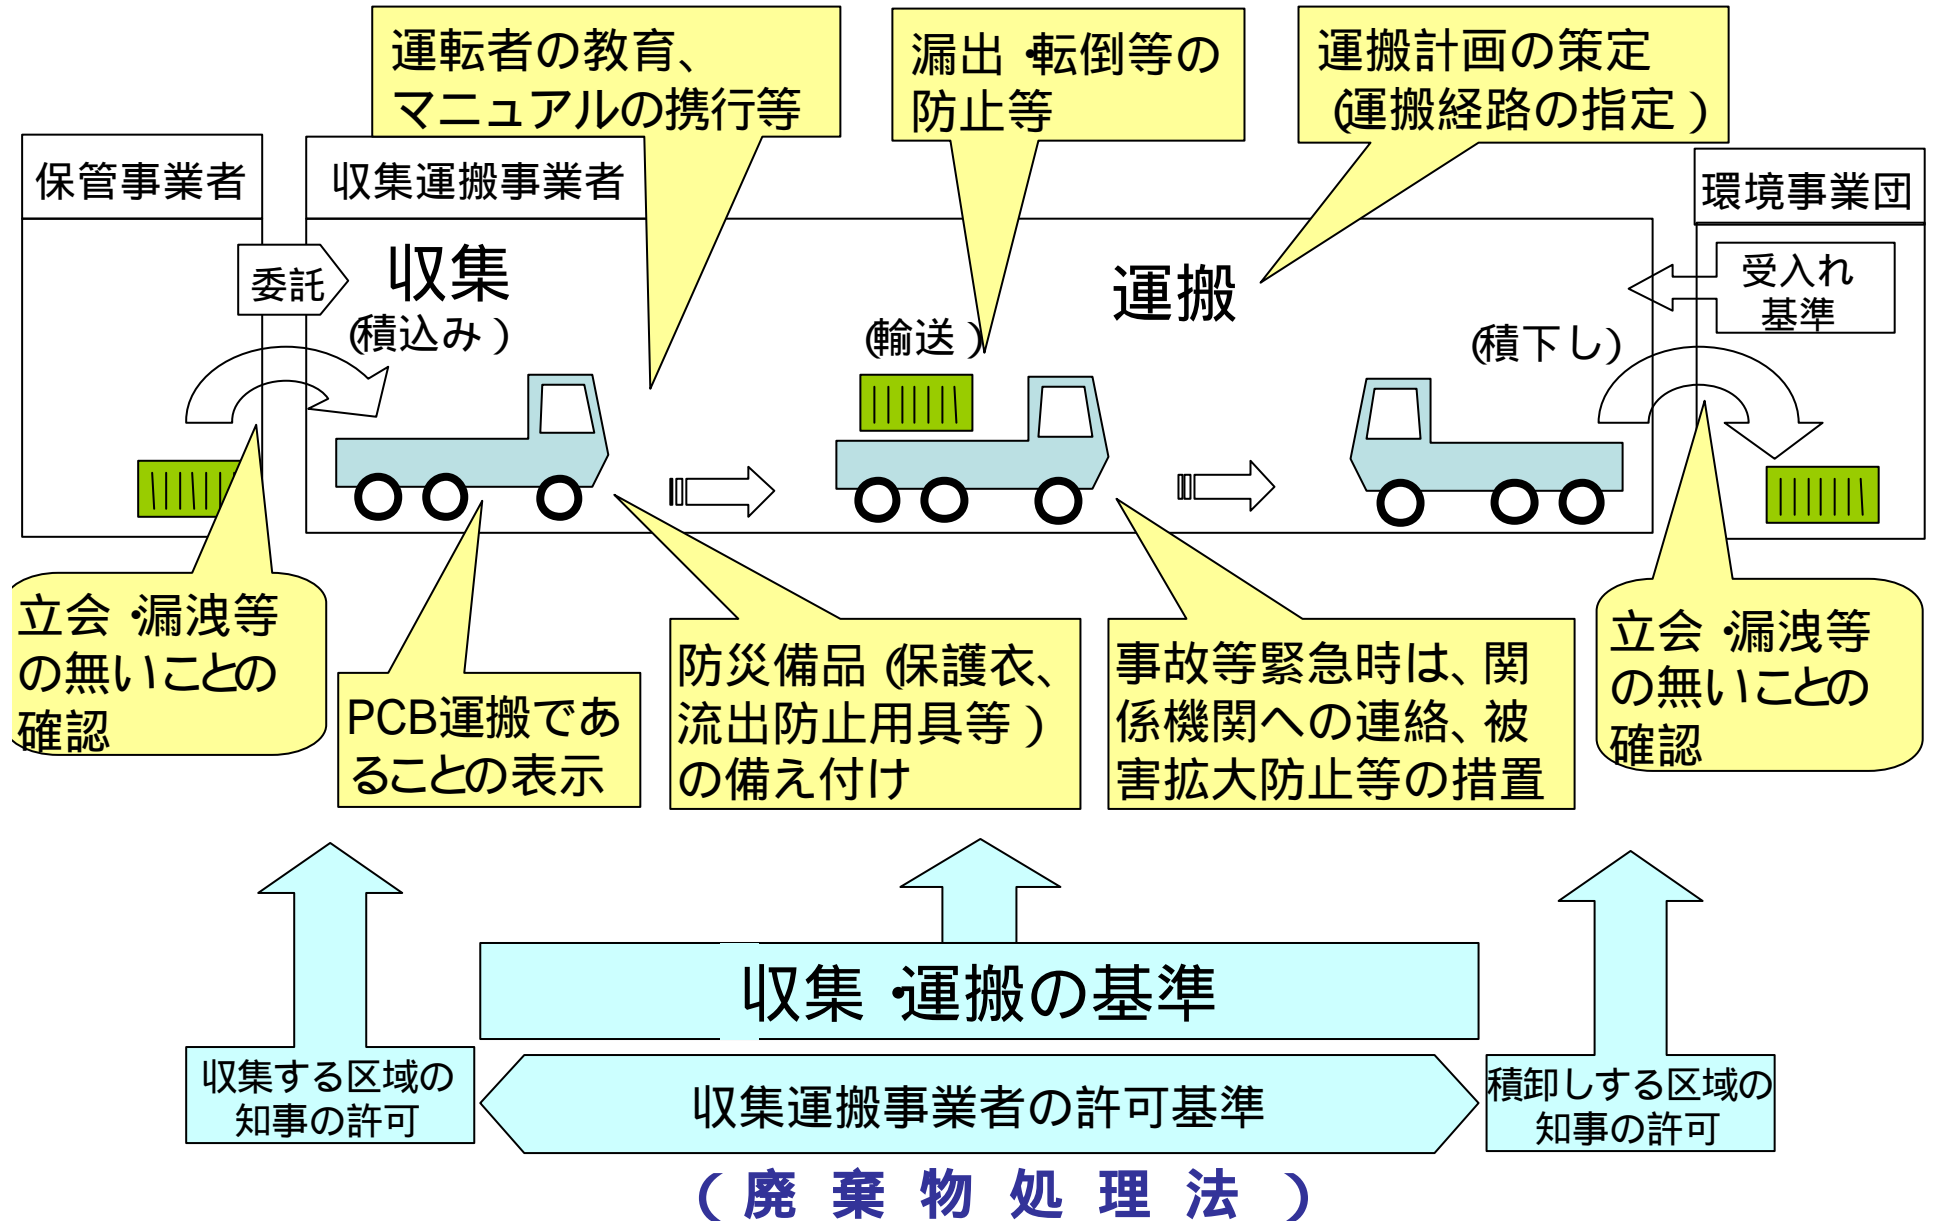 運転者の教育、
マニュアルの携行等
漏出・転倒等の
防止等
運搬計画の策定
(運搬経路の指定)
保管事業者
収集運搬事業者
環境事業団
委託
収集
(積込み)
(輸送)
運搬
(積下し)
受入れ
基準
立会・漏洩等
の無いことの
確認
PCB運搬であ
ることの表示
防災備品(保護衣、
流出防止用具等)
の備え付け
事故等緊急時は、関
係機関への連絡、被
害拡大防止等の措置
立会・漏洩等
の無いことの
確認
収集・運搬の基準
収集する区域の
知事の許可
収集運搬事業者の許可基準
積卸しする区域の
知事の許可
(廃棄物処理法)